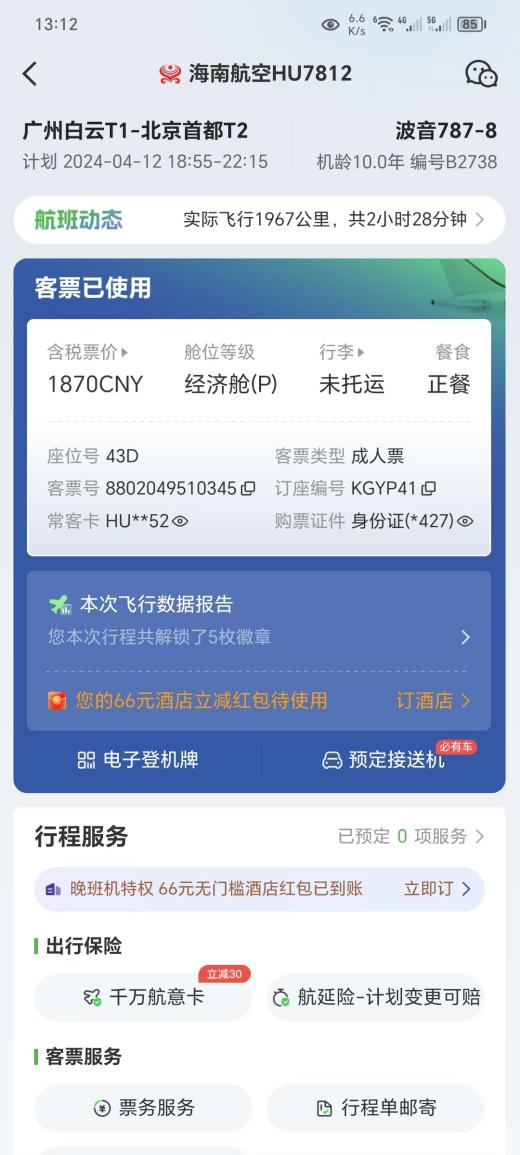 13:12
6.6 K/s 6 4G 5G 85
海南航空HU7812
广州白云T1-北京首都T2 波音787-8
计划 2024-04-12 18:55-22:15 机龄10.0年 编号B2738
航班动态 实际飞行1967公里，共2小时28分钟
客票已使用
含税票价 舱位等级 行李 餐食
1870CNY 经济舱(P) 未托运 正餐
座位号 43D 客票类型 成人票
客票号 8802049510345 订座编号 KGYP41
常客卡 HU**52 购票证件 身份证(*427)
本次飞行数据报告
您本次行程共解锁了5枚徽章
您的66元酒店立减红包待使用 订酒店
必有车
电子登机牌 预定接送机
行程服务 已预定 0 项服务
晚班机特权 66元无门槛酒店红包已到账 立即订
出行保险
立减30
千万航意卡 航延险-计划变更可赔
客票服务
票务服务 行程单邮寄